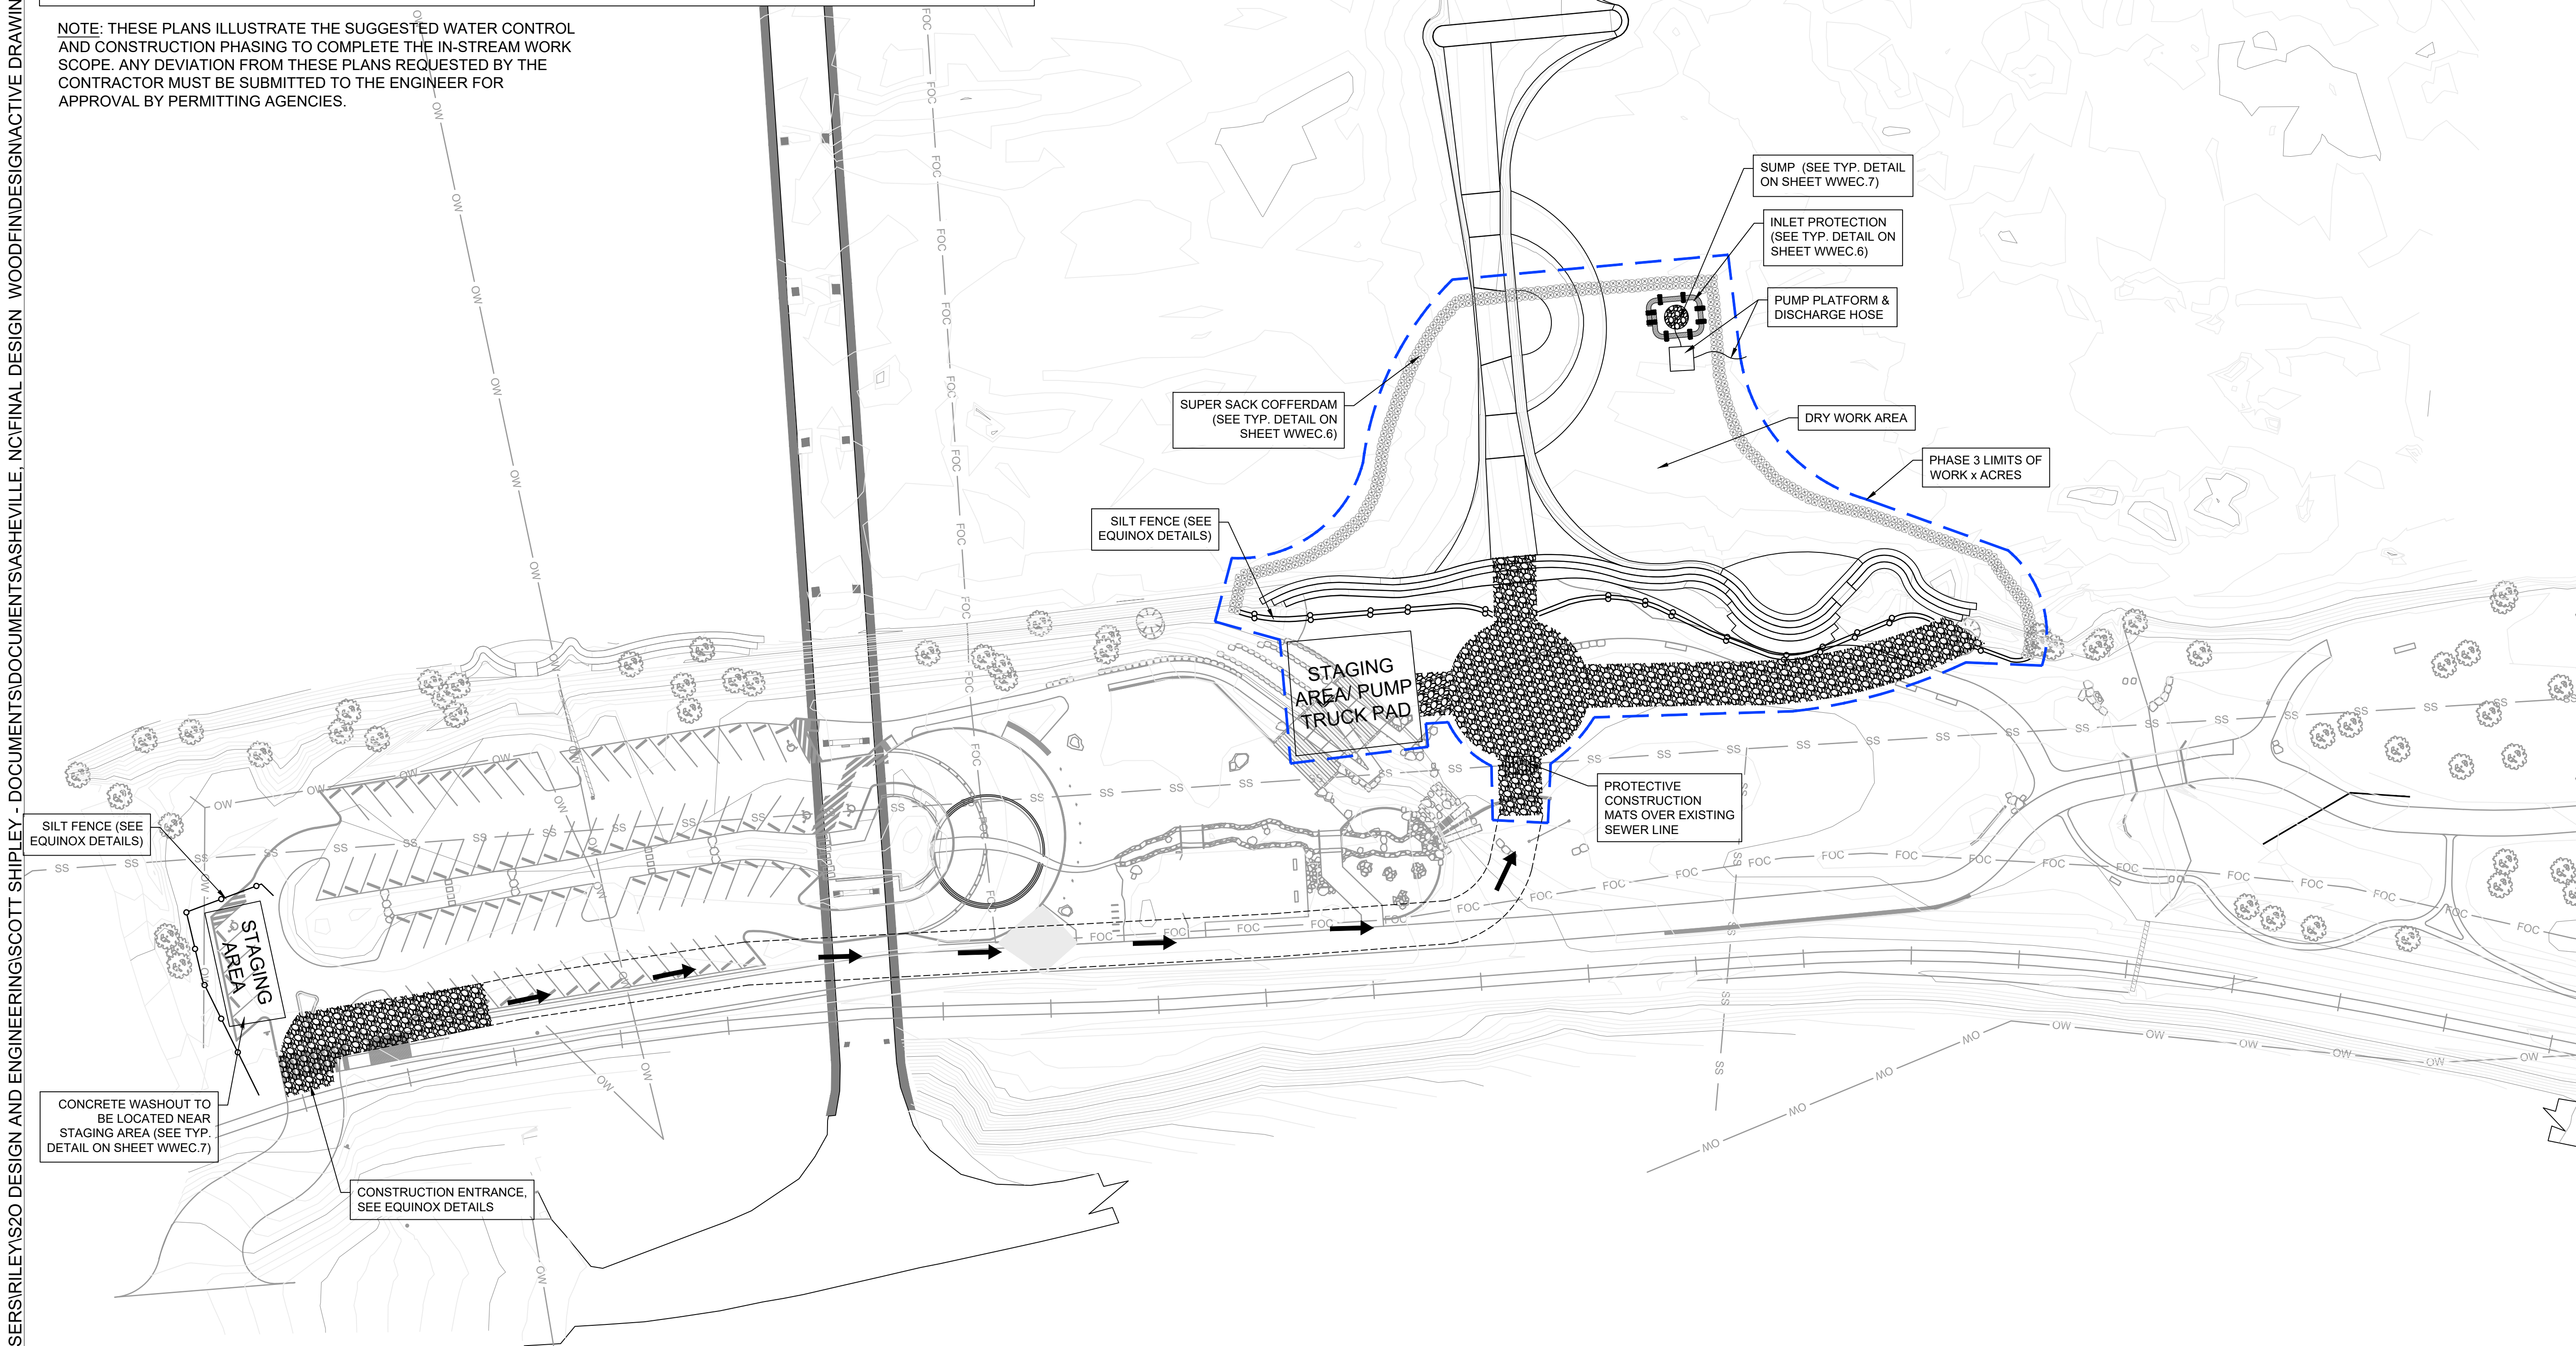 SERS\RILEY\S2O DESIGN AND ENGINEERING\SCOTT SHIPLEY - DOCUMENTS\DOCUMENTS\ASHEVILLE, NC\FINAL DESIGN WOODFIN\DESIGN\ACTIVE DRAWIN
NOTE: THESE PLANS ILLUSTRATE THE SUGGESTED WATER CONTROL
AND CONSTRUCTION PHASING TO COMPLETE THE IN-STREAM WORK
SCOPE. ANY DEVIATION FROM THESE PLANS REQUESTED BY THE
CONTRACTOR MUST BE SUBMITTED TO THE ENGINEER FOR
APPROVAL BY PERMITTING AGENCIES.
SUMP (SEE TYP. DETAIL
ON SHEET WWEC.7)
INLET PROTECTION
(SEE TYP. DETAIL ON
SHEET WWEC.6)
PUMP PLATFORM &
DISCHARGE HOSE
SUPER SACK COFFERDAM
(SEE TYP. DETAIL ON
SHEET WWEC.6)
DRY WORK AREA
PHASE 3 LIMITS OF
WORK x ACRES
SILT FENCE (SEE
EQUINOX DETAILS)
STAGING
AREA/ PUMP
TRUCK PAD
PROTECTIVE
CONSTRUCTION
MATS OVER EXISTING
SEWER LINE
SILT FENCE (SEE
EQUINOX DETAILS)
STAGING
AREA
CONCRETE WASHOUT TO
BE LOCATED NEAR
STAGING AREA (SEE TYP.
DETAIL ON SHEET WWEC.7)
CONSTRUCTION ENTRANCE,
SEE EQUINOX DETAILS
OW
FOC
SS